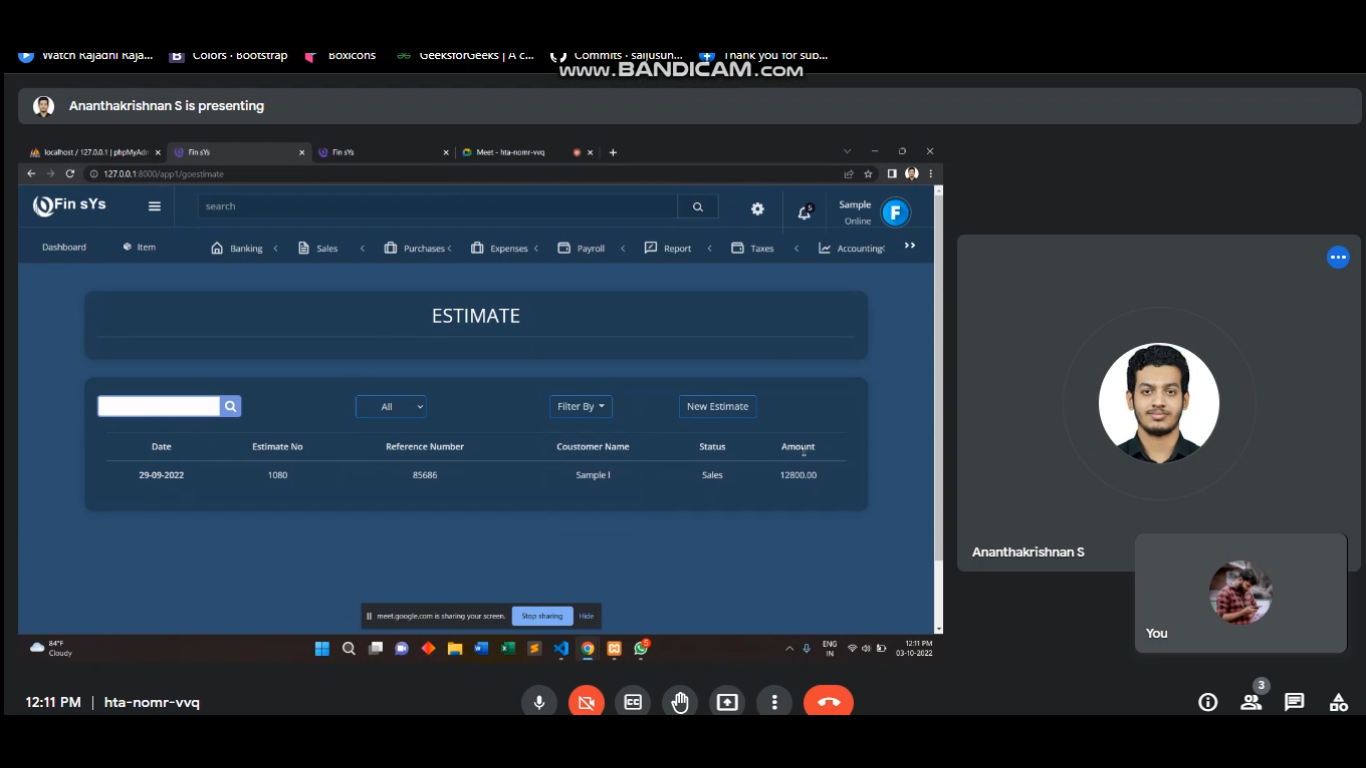 Watch Rajadhi Raja... Colors · Bootstrap Boxicons GeeksforGeeks | A c... Commits · saijusun... Thank you for sub...
www.BANDICAM.com
Ananthakrishnan S is presenting
localhost / 127.0.0.1 | phpMyAdm Fin sYs Fin sYs Meet - hta-nomr-vvq
127.0.0.1:8000/app1/goestimate
Fin sYs search Sample
Online F
Dashboard Item Banking Sales Purchases Expenses Payroll Report Taxes Accounting
ESTIMATE
All Filter By New Estimate
Date Estimate No Reference Number Coustomer Name Status Amount
29-09-2022 1080 85686 Sample l Sales 12800.00
meet.google.com is sharing your screen. Stop sharing Hide
Ananthakrishnan S
You
84°F
Cloudy
ENG
IN
12:11 PM
03-10-2022
5
12:11 PM | hta-nomr-vvq
3